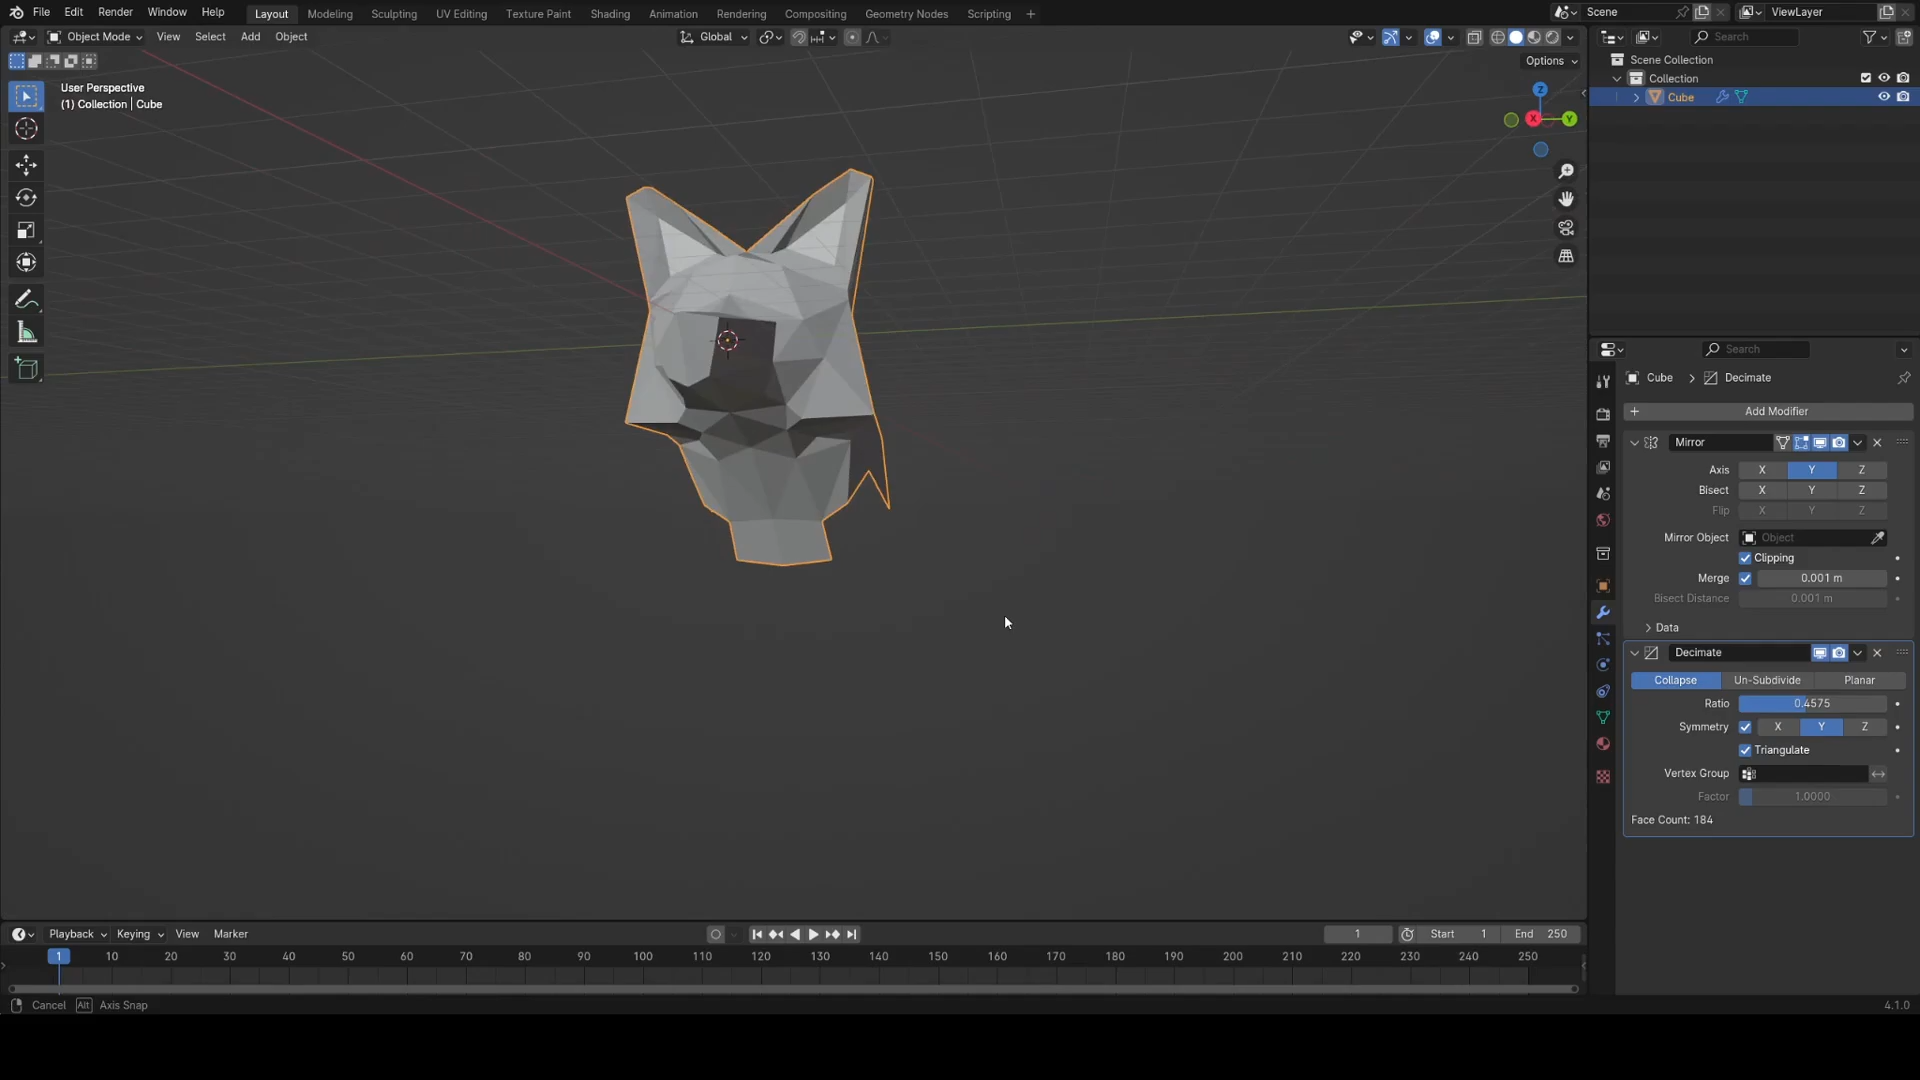 File Edit Render Window Help Layout Modeling Sculpting UV Editing Texture Paint Shading Animation Rendering Compositing Geometry Nodes Scripting + Scene ViewLayer
Object Mode View Select Add Object Global Search
Options
User Perspective
(1) Collection | Cube
Scene Collection
Collection
Cube
Z
X
Y
Search
Cube > Decimate
+ Add Modifier
Mirror
Axis X Y Z
Bisect X Y Z
Flip X Y Z
Mirror Object Object
Clipping
Merge 0.001 m
Bisect Distance 0.001 m
Data
Decimate
Collapse Un-Subdivide Planar
Ratio 0.4575
Symmetry X Y Z
Triangulate
Vertex Group
Factor 1.0000
Face Count: 184
Playback Keying View Marker 1 Start 1 End 250
1 10 20 30 40 50 60 70 80 90 100 110 120 130 140 150 160 170 180 190 200 210 220 230 240 250
Cancel Alt Axis Snap 4.1.0